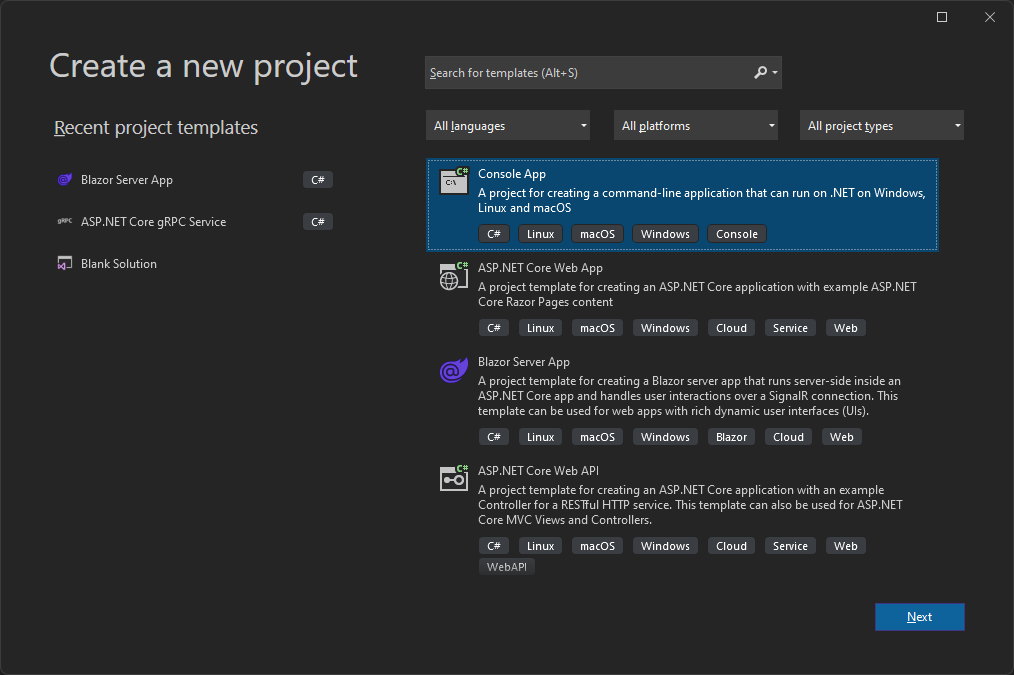 Create a new project
Search for templates (Alt+S)
All languages
All platforms
All project types
Recent project templates
Blazor Server App
C#
gRPC
ASP.NET Core gRPC Service
C#
Blank Solution
C#
C:\
Console App
A project for creating a command-line application that can run on .NET on Windows,
Linux and macOS
C# Linux macOS Windows Console
C#
ASP.NET Core Web App
A project template for creating an ASP.NET Core application with example ASP.NET
Core Razor Pages content
C# Linux macOS Windows Cloud Service Web
Blazor Server App
A project template for creating a Blazor server app that runs server-side inside an
ASP.NET Core app and handles user interactions over a SignalR connection. This
template can be used for web apps with rich dynamic user interfaces (UIs).
C# Linux macOS Windows Blazor Cloud Web
C#
ASP.NET Core Web API
A project template for creating an ASP.NET Core application with an example
Controller for a RESTful HTTP service. This template can also be used for ASP.NET
Core MVC Views and Controllers.
C# Linux macOS Windows Cloud Service Web
WebAPI
Next